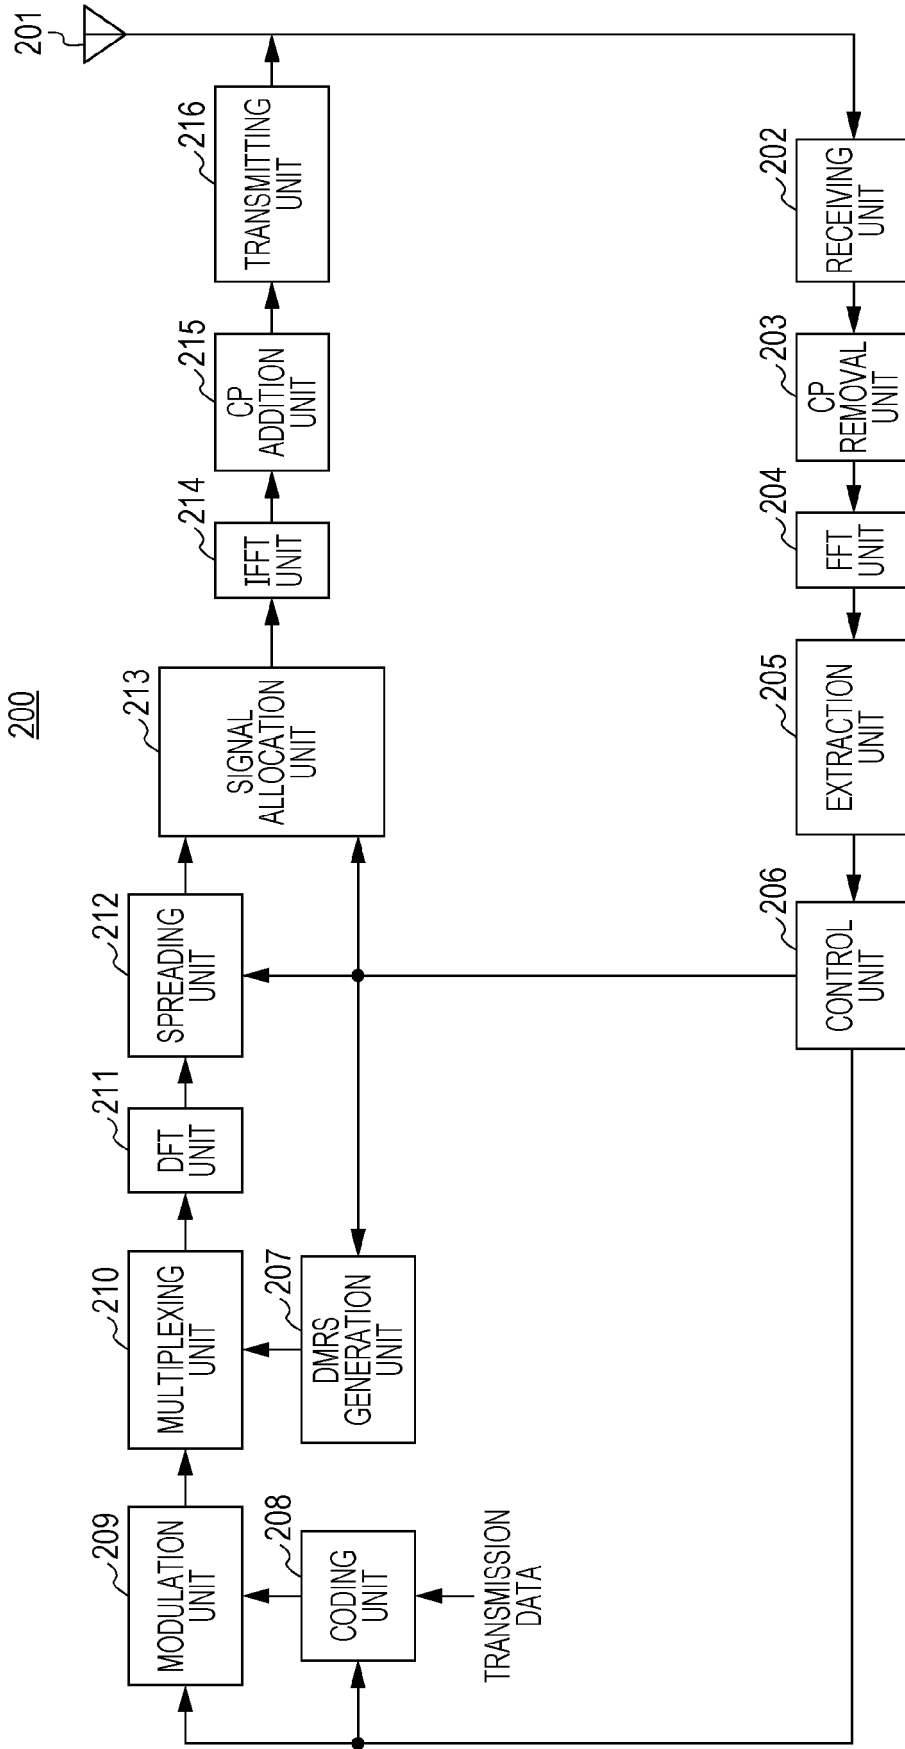 200
201
209
MODULATION
UNIT
210
MULTIPLEXING
UNIT
211
DFT
UNIT
212
SPREADING
UNIT
213
SIGNAL
ALLOCATION
UNIT
214
IFFT
UNIT
215
CP
ADDITION
UNIT
216
TRANSMITTING
UNIT
208
CODING
UNIT
207
DMRS
GENERATION
UNIT
TRANSMISSION
DATA
206
CONTROL
UNIT
205
EXTRACTION
UNIT
204
FFT
UNIT
203
CP
REMOVAL
UNIT
202
RECEIVING
UNIT